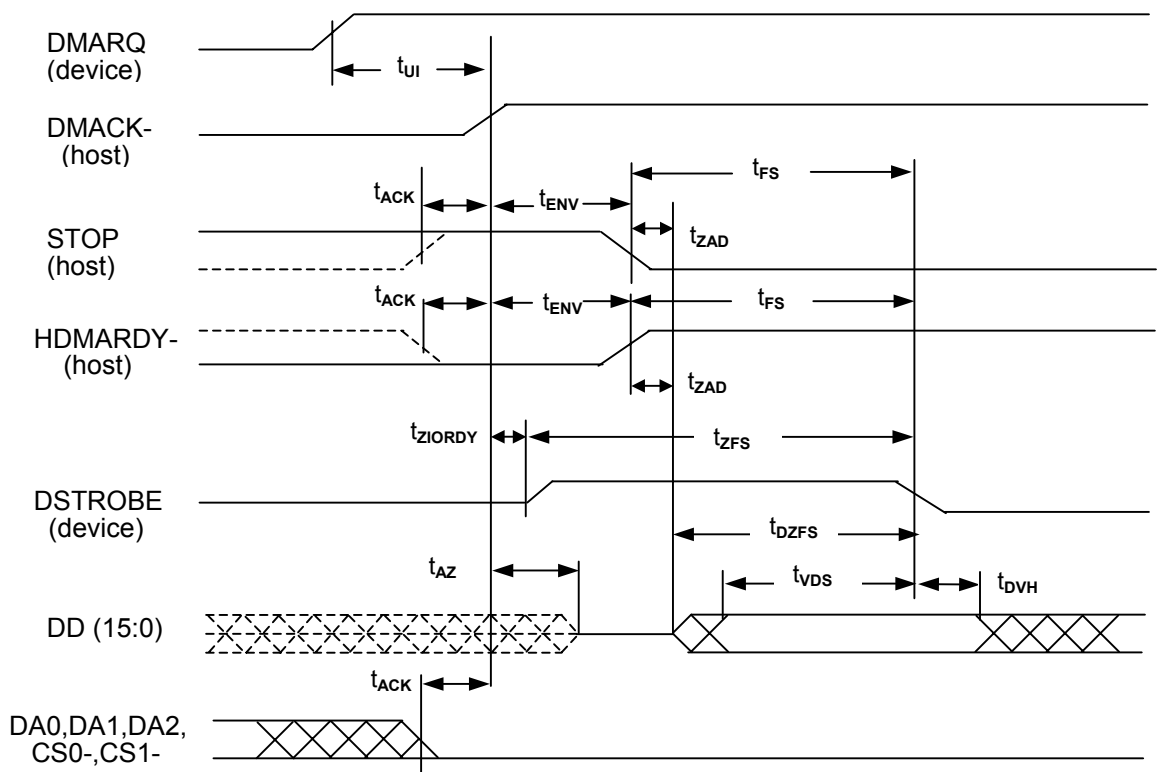 DMARQ
(device)
tUI
DMACK-
(host)
tFS
tACK
tENV
tZAD
STOP
(host)
tACK
tENV
tFS
HDMARDY-
(host)
tZAD
tZIORDY
tZFS
DSTROBE
(device)
tDZFS
tAZ
tVDS
tDVH
DD (15:0)
tACK
DA0,DA1,DA2,
CS0-,CS1-